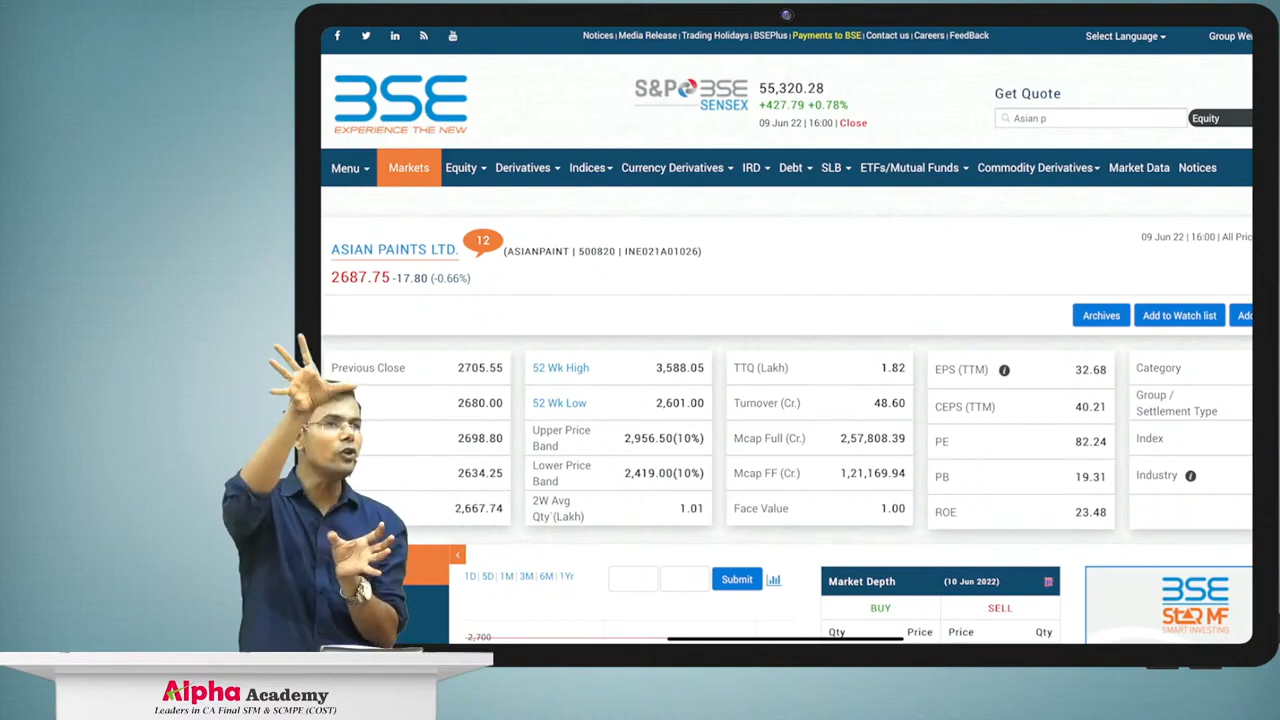 Notices | Media Release | Trading Holidays | BSEPlus | Payments to BSE | Contact us | Careers | FeedBack
Select Language
Group We
BSE
EXPERIENCE THE NEW
S&P BSE
SENSEX
55,320.28
+427.79 +0.78%
09 Jun 22 | 16:00 | Close
Get Quote
Asian p
Equity
Menu Markets Equity Derivatives Indices Currency Derivatives IRD Debt SLB ETFs/Mutual Funds Commodity Derivatives Market Data Notices
09 Jun 22 | 16:00 | All Pric
ASIAN PAINTS LTD. 12 (ASIANPAINT | 500820 | INE021A01026)
2687.75 -17.80 (-0.66%)
Archives
Add to Watch list
Add
Previous Close 2705.55
2680.00
2698.80
2634.25
2,667.74
52 Wk High 3,588.05
52 Wk Low 2,601.00
Upper Price
Band
2,956.50(10%)
Lower Price
Band
2,419.00(10%)
2W Avg
Qty (Lakh)
1.01
TTQ (Lakh) 1.82
Turnover (Cr.) 48.60
Mcap Full (Cr.) 2,57,808.39
Mcap FF (Cr.) 1,21,169.94
Face Value 1.00
EPS (TTM) 32.68
CEPS (TTM) 40.21
PE 82.24
PB 19.31
ROE 23.48
Category
Group /
Settlement Type
Index
Industry
1D | 5D | 1M | 3M | 6M | 1Yr
Submit
2,700
Market Depth (10 Jun 2022)
BUY SELL
Qty Price Price Qty
BSE
STAR MF
SMART INVESTING
Alpha Academy
Leaders in CA Final SFM & SCMPE (COST)